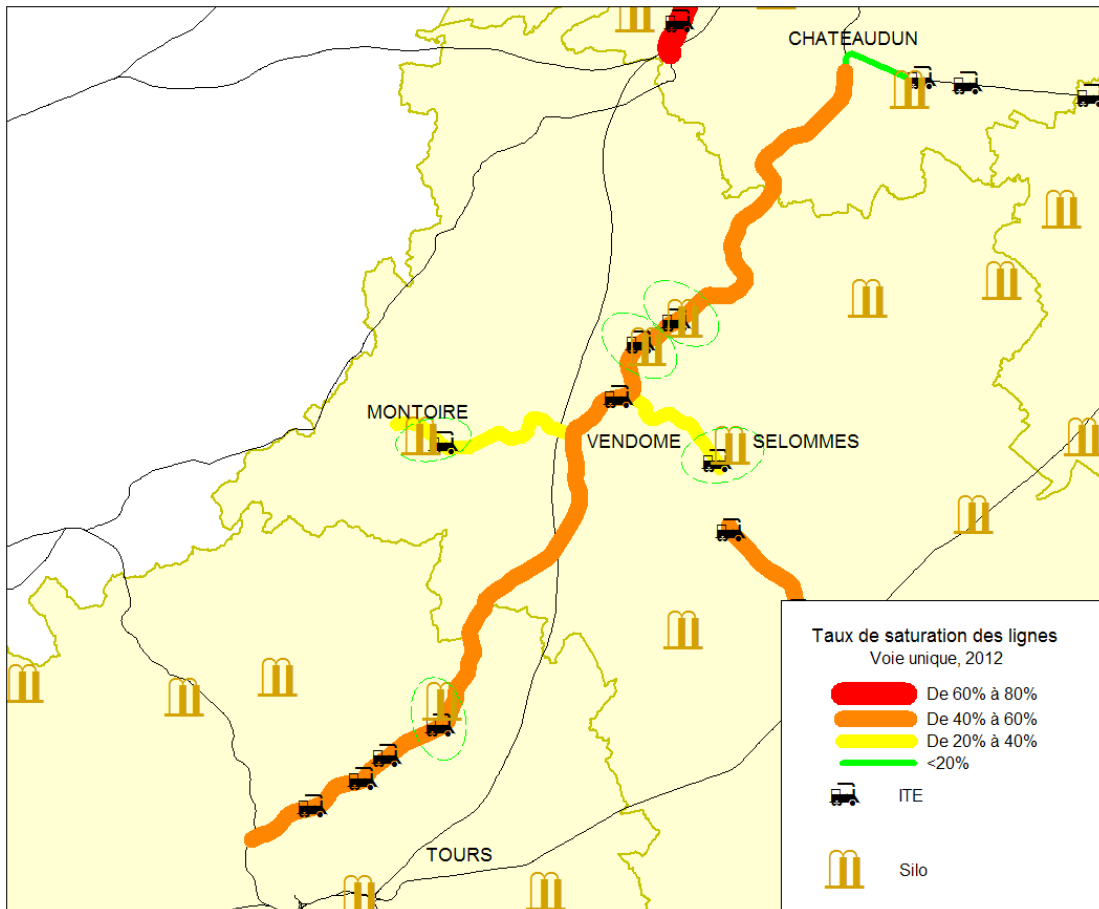 CHATEAUDUN
MONTOIRE
VENDOME
SELOMMES
TOURS
Taux de saturation des lignes
Voie unique, 2012
De 60% à 80%
De 40% à 60%
De 20% à 40%
<20%
ITE
Silo